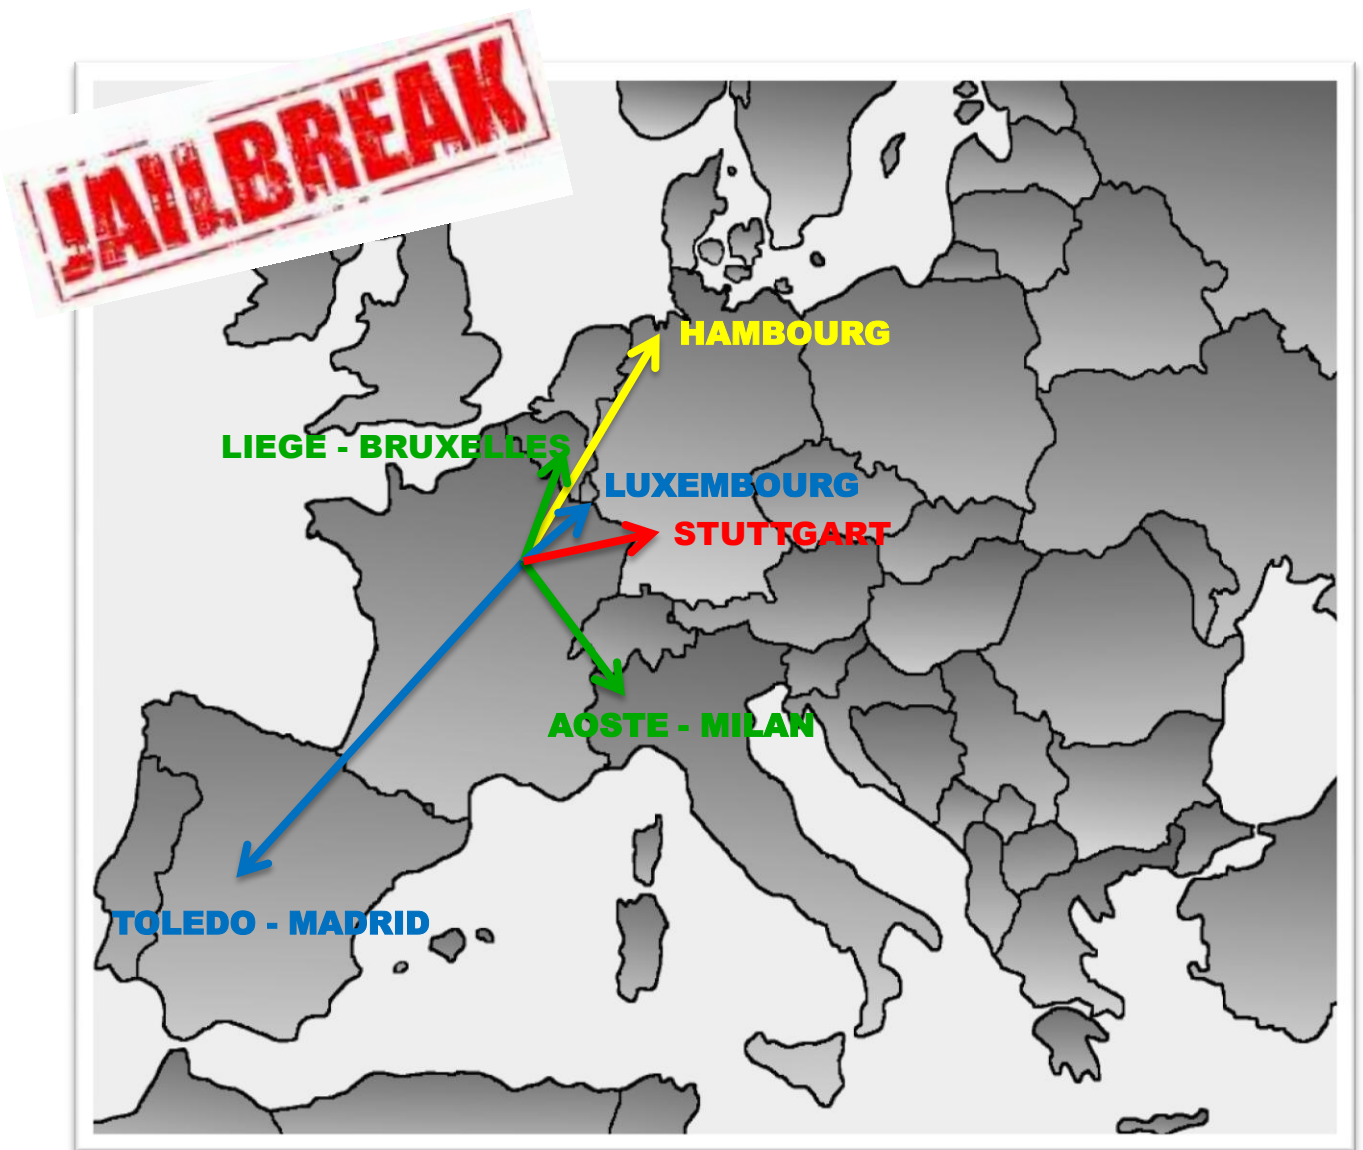 JAILBREAK
HAMBOURG
LIEGE - BRUXELLES
LUXEMBOURG
STUTTGART
AOSTE - MILAN
TOLEDO - MADRID